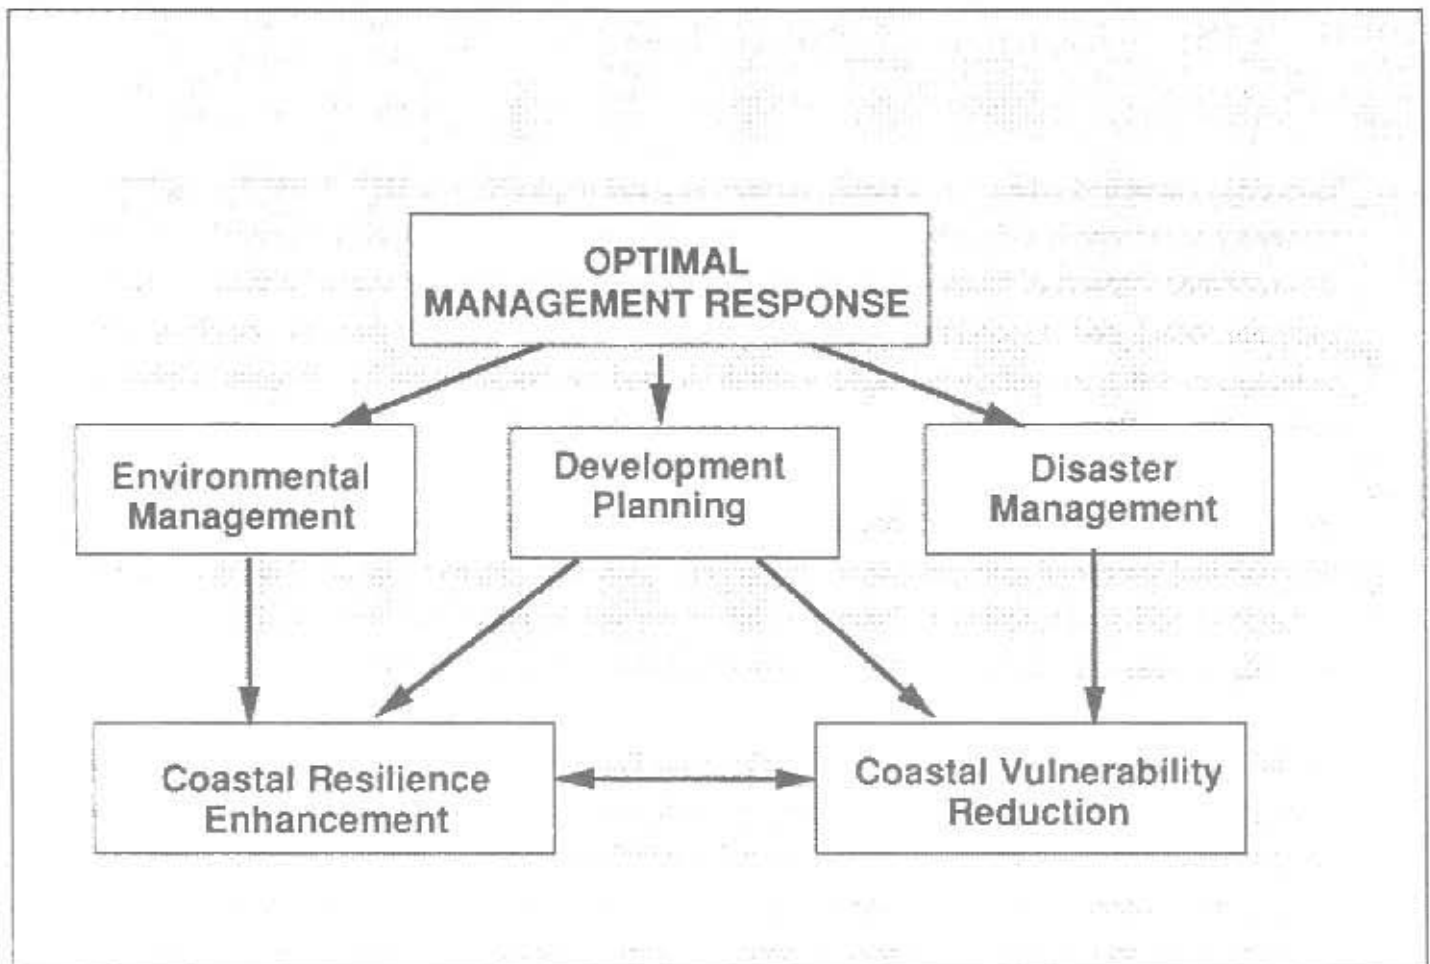 OPTIMAL
MANAGEMENT RESPONSE
Environmental
Management
Development
Planning
Disaster
Management
Coastal Resilience
Enhancement
Coastal Vulnerability
Reduction